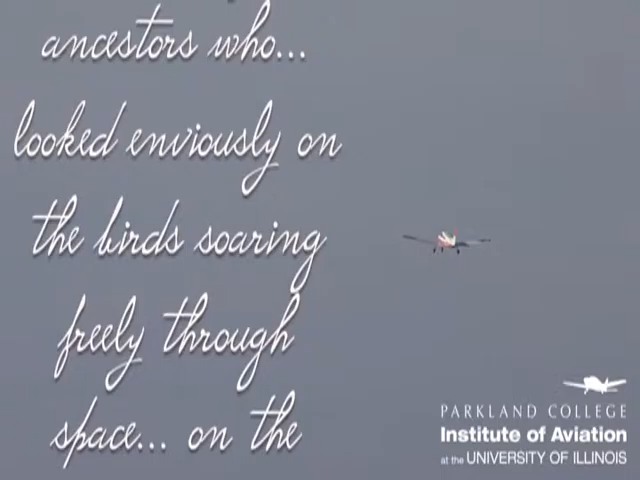 ancestors who...
looked enviously on
the birds soaring
freely through
space... on the
PARKLAND COLLEGE
Institute of Aviation
at the UNIVERSITY OF ILLINOIS